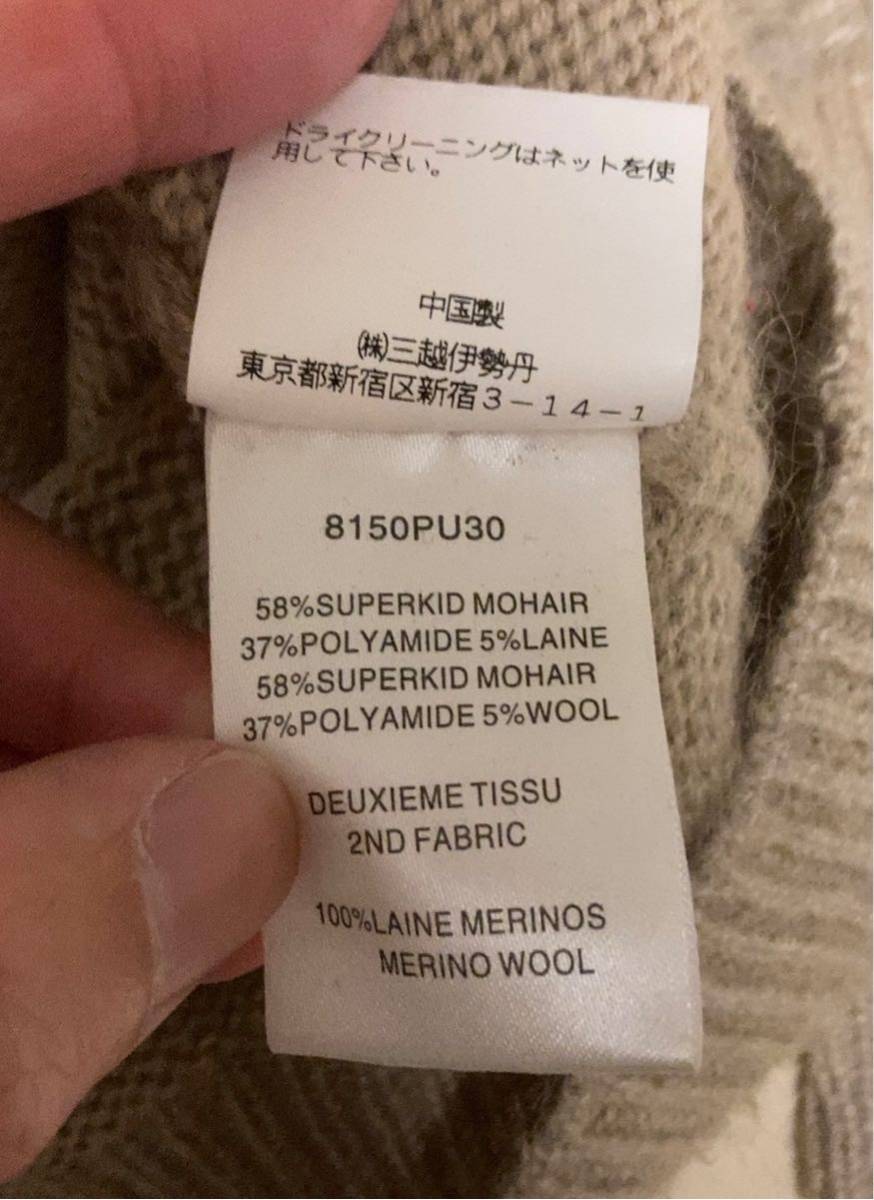 ドライクリーニングはネットを使
用して下さい。
中国製
㈱三越伊勢丹
東京都新宿区新宿3-14-1
8150PU30
58%SUPERKID MOHAIR
37%POLYAMIDE 5%LAINE
58%SUPERKID MOHAIR
37%POLYAMIDE 5%WOOL
DEUXIEME TISSU
2ND FABRIC
100%LAINE MERINOS
MERINO WOOL